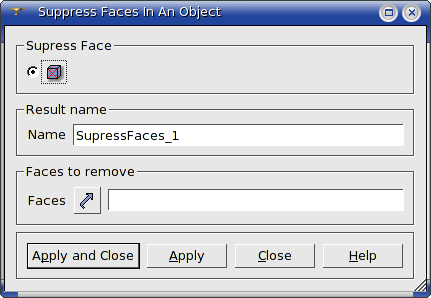 Suppress Faces In An Object
Supress Face
Result name
Name SupressFaces_1
Faces to remove
Faces
Apply and Close Apply Close Help